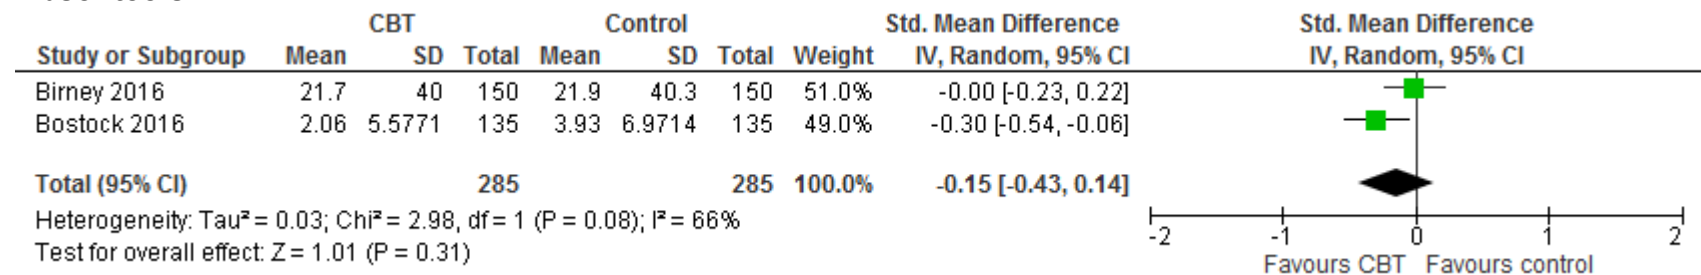 CBT Control Std. Mean Difference Std. Mean Difference
Study or Subgroup Mean SD Total Mean SD Total Weight IV, Random, 95% CI IV, Random, 95% CI
Birney 2016 21.7 40 150 21.9 40.3 150 51.0% -0.00 [-0.23, 0.22]
Bostock 2016 2.06 5.5771 135 3.93 6.9714 135 49.0% -0.30 [-0.54, -0.06]
Total (95% CI) 285 285 100.0% -0.15 [-0.43, 0.14]
Heterogeneity: Tau² = 0.03; Chi² = 2.98, df = 1 (P = 0.08); I² = 66%
Test for overall effect: Z = 1.01 (P = 0.31)
-2 -1 0 1 2
Favours CBT Favours control